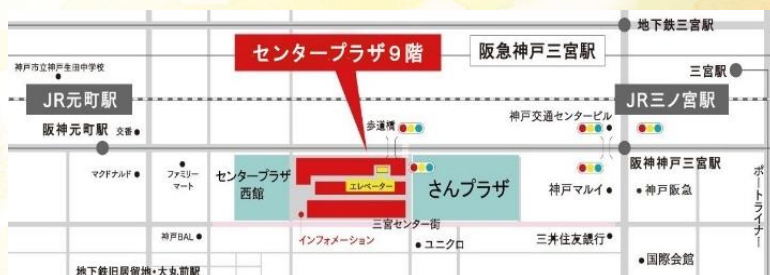 地下鉄三宮駅
センタープラザ9階
阪急神戸三宮駅
神戸市立神戸生田中学校
三宮駅
JR元町駅
JR三ノ宮駅
阪神元町駅
交番
歩道橋
神戸交通センタービル
マクドナルド
ファミリー
マート
センタープラザ
西館
エレベーター
さんプラザ
神戸マルイ
阪神神戸三宮駅
神戸阪急
ポートライナー
三宮センター街
神戸BAL
インフォメーション
ユニクロ
三井住友銀行
国際会館
地下鉄旧居留地・大丸前駅